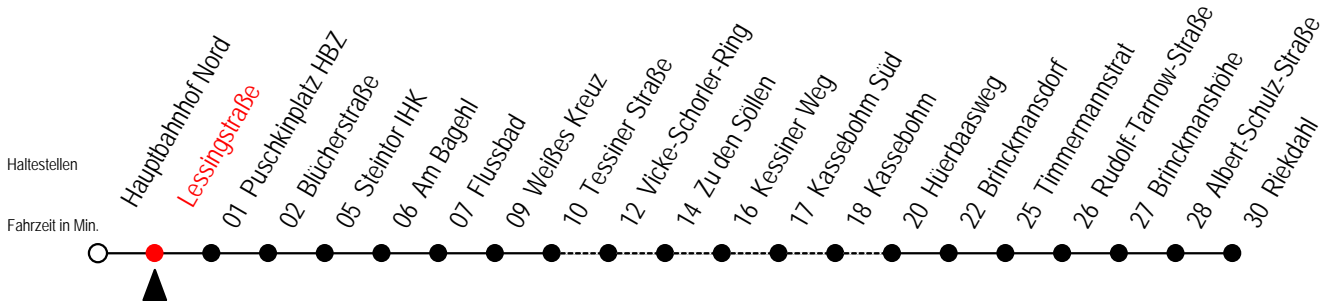 Haltestellen
Fahrzeit in Min.
Hauptbahnhof Nord
Lessingstraße
01 Puschkinplatz HBZ
02 Blücherstraße
05 Steintor IHK
06 Am Bagehl
07 Flussbad
09 Weißes Kreuz
10 Tessiner Straße
12 Vicke-Schorler-Ring
14 Zu den Söllen
16 Kessiner Weg
17 Kassebohm Süd
18 Kassebohm
20 Hüerbaasweg
22 Brinckmansdorf
25 Timmermannstrat
26 Rudolf-Tarnow-Straße
27 Brinckmanshöhe
28 Albert-Schulz-Straße
30 Riekdahl